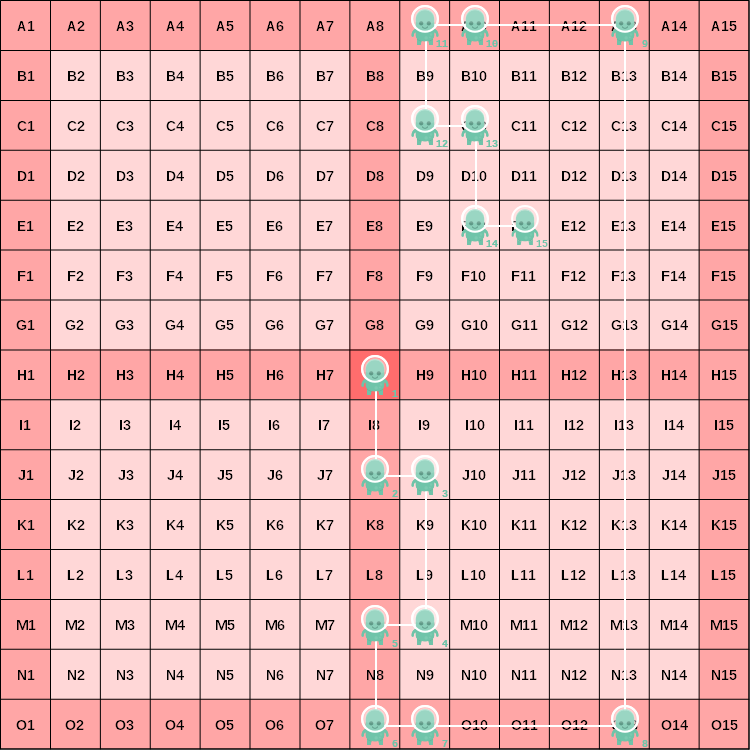 A1 A2 A3 A4 A5 A6 A7 A8 A11 A12 A14 A15
11 10 9
B1 B2 B3 B4 B5 B6 B7 B8 B9 B10 B11 B12 B13 B14 B15
C1 C2 C3 C4 C5 C6 C7 C8 C11 C12 C13 C14 C15
12 13
D1 D2 D3 D4 D5 D6 D7 D8 D9 D10 D11 D12 D13 D14 D15
E1 E2 E3 E4 E5 E6 E7 E8 E9 E12 E13 E14 E15
14 15
F1 F2 F3 F4 F5 F6 F7 F8 F9 F10 F11 F12 F13 F14 F15
G1 G2 G3 G4 G5 G6 G7 G8 G9 G10 G11 G12 G13 G14 G15
H1 H2 H3 H4 H5 H6 H7 H9 H10 H11 H12 H13 H14 H15
1
I1 I2 I3 I4 I5 I6 I7 I8 I9 I10 I11 I12 I13 I14 I15
J1 J2 J3 J4 J5 J6 J7 J10 J11 J12 J13 J14 J15
2 3
K1 K2 K3 K4 K5 K6 K7 K8 K9 K10 K11 K12 K13 K14 K15
L1 L2 L3 L4 L5 L6 L7 L8 L9 L10 L11 L12 L13 L14 L15
M1 M2 M3 M4 M5 M6 M7 M10 M11 M12 M13 M14 M15
5 4
N1 N2 N3 N4 N5 N6 N7 N8 N9 N10 N11 N12 N13 N14 N15
O1 O2 O3 O4 O5 O6 O7 O10 O11 O12 O14 O15
6 7 8